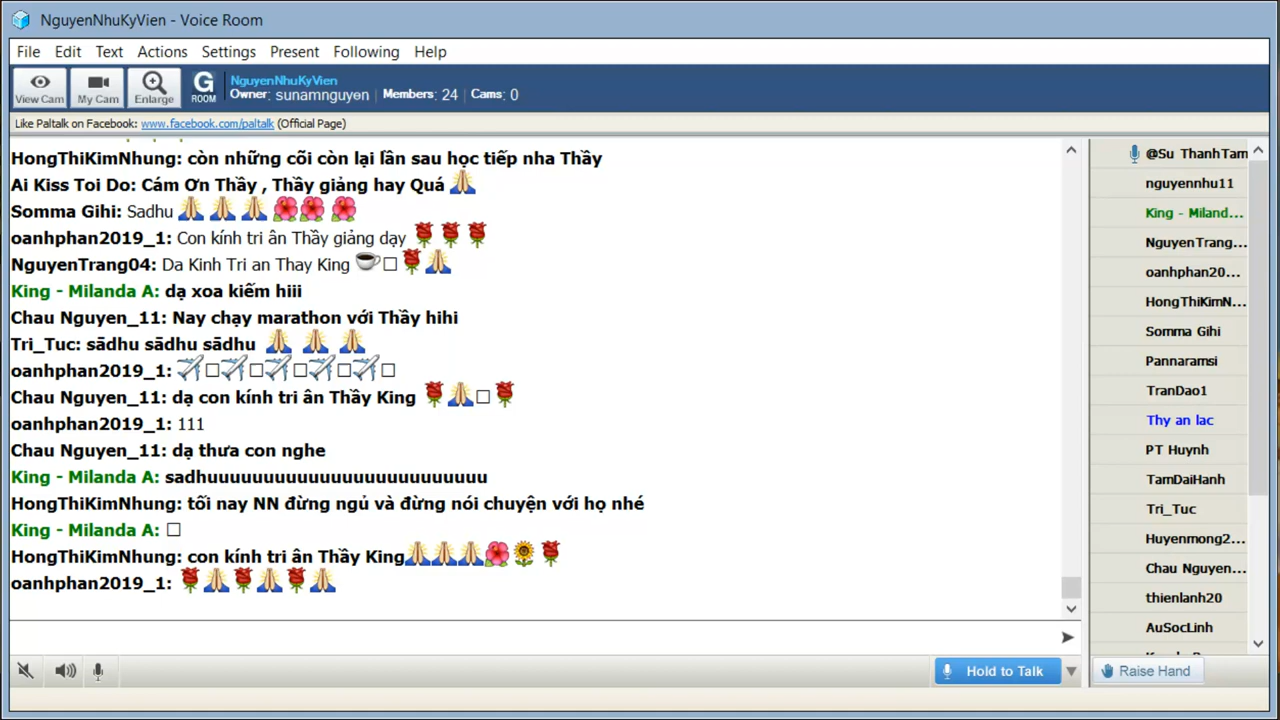 NguyenNhuKyVien - Voice Room
File Edit Text Actions Settings Present Following Help
View Cam My Cam Enlarge G ROOM
NguyenNhuKyVien
Owner: sunamnguyen Members: 24 Cams: 0
Like Paltalk on Facebook: www.facebook.com/paltalk (Official Page)
HongThiKimNhung: còn những cõi còn lại lần sau học tiếp nha Thầy
Ai Kiss Toi Do: Cám Ơn Thầy , Thầy giảng hay Quá 🙏
Somma Gihi: Sadhu 🙏 🙏 🙏 🌺🌺 🌺
oanhphan2019_1: Con kính tri ân Thầy giảng dạy 🌹 🌹 🌹
NguyenTrang04: Da Kinh Tri an Thay King ☕□🌹🙏
King - Milanda A: dạ xoa kiếm hiii
Chau Nguyen_11: Nay chạy marathon với Thầy hihi
Tri_Tuc: sādhu sādhu sādhu 🙏 🙏 🙏
oanhphan2019_1: ✈□✈□✈□✈□✈□
Chau Nguyen_11: dạ con kính tri ân Thầy King 🌹🙏□🌹
oanhphan2019_1: 111
Chau Nguyen_11: dạ thưa con nghe
King - Milanda A: sadhuuuuuuuuuuuuuuuuuuuuuuuuu
HongThiKimNhung: tối nay NN đừng ngủ và đừng nói chuyện với họ nhé
King - Milanda A: □
HongThiKimNhung: con kính tri ân Thầy King🙏🙏🙏🌺🌻🌹
oanhphan2019_1: 🌹🙏🌹🙏🌹🙏
@Su ThanhTam
nguyennhu11
King - Miland...
NguyenTrang...
oanhphan20...
HongThiKimN...
Somma Gihi
Pannaramsi
TranDao1
Thy an lac
PT Huynh
TamDaiHanh
Tri_Tuc
Huyenmong2...
Chau Nguyen...
thienlanh20
AuSocLinh
Hold to Talk
Raise Hand